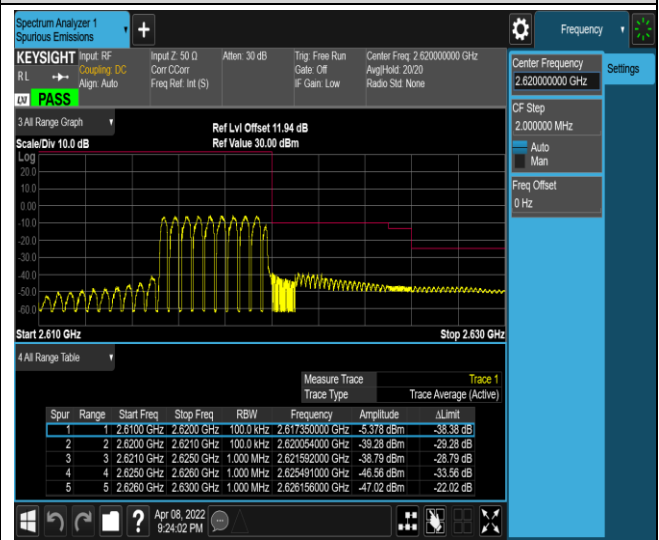 Spectrum Analyzer 1
Spurious Emissions
Frequency
KEYSIGHT
Input: RF
Input Z: 50 Ω
Atten: 30 dB
Trig: Free Run
Center Freq: 2.620000000 GHz
RL
Coupling: DC
Corr CCorr
Gate: Off
Avg|Hold: 20/20
Align: Auto
Freq Ref: Int (S)
IF Gain: Low
Radio Std: None
LXI
PASS
Center Frequency
2.620000000 GHz
Settings
CF Step
2.000000 MHz
Auto
Man
Freq Offset
0 Hz
3 All Range Graph
Ref Lvl Offset 11.94 dB
Scale/Div 10.0 dB
Ref Value 30.00 dBm
Log
20.0
10.0
0.00
-10.0
-20.0
-30.0
-40.0
-50.0
-60.0
Start 2.610 GHz
Stop 2.630 GHz
4 All Range Table
Measure Trace Trace 1
Trace Type Trace Average (Active)
Spur Range Start Freq Stop Freq RBW Frequency Amplitude ΔLimit
1 1 2.6100 GHz 2.6200 GHz 100.0 kHz 2.617350000 GHz -5.378 dBm -38.38 dB
2 2 2.6200 GHz 2.6210 GHz 100.0 kHz 2.620054000 GHz -39.28 dBm -29.28 dB
3 3 2.6210 GHz 2.6250 GHz 1.000 MHz 2.621592000 GHz -38.79 dBm -28.79 dB
4 4 2.6250 GHz 2.6260 GHz 1.000 MHz 2.625491000 GHz -46.56 dBm -33.56 dB
5 5 2.6260 GHz 2.6300 GHz 1.000 MHz 2.626156000 GHz -47.02 dBm -22.02 dB
Apr 08, 2022
9:24:02 PM